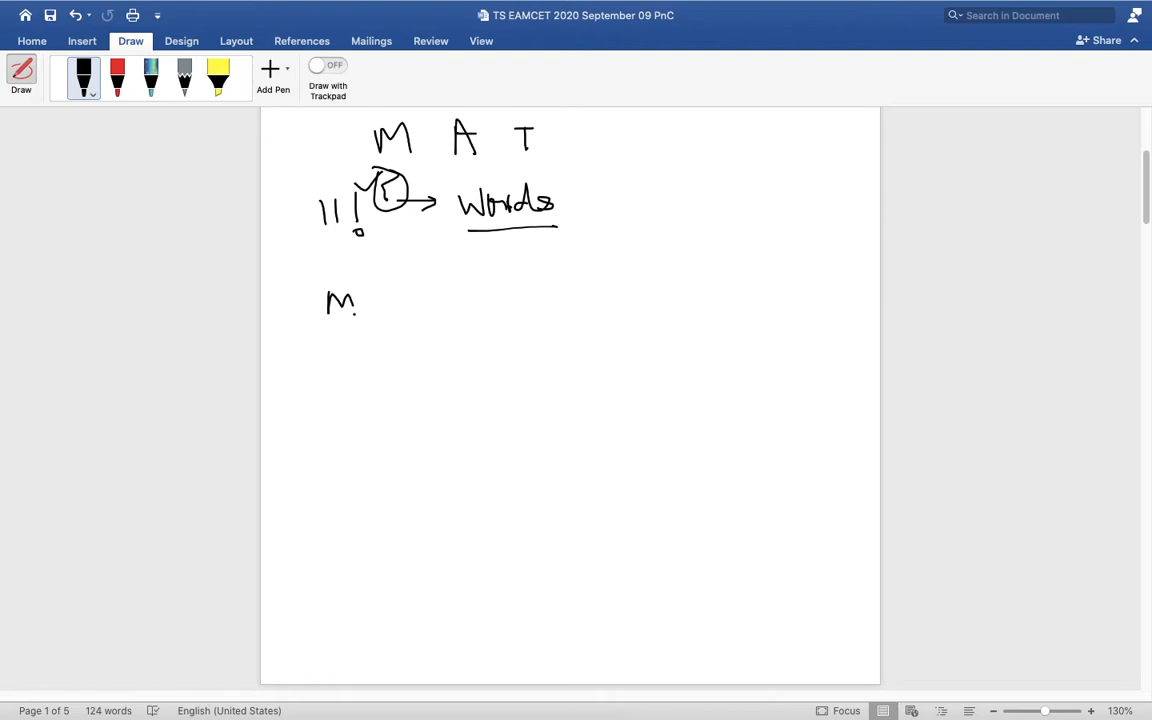 TS EAMCET 2020 September 09 PnC
Search in Document
Home Insert Draw Design Layout References Mailings Review View
Share
Draw
OFF
Add Pen
Draw with
Trackpad
M A T
Words
M
Page 1 of 5 124 words English (United States) Focus 130%